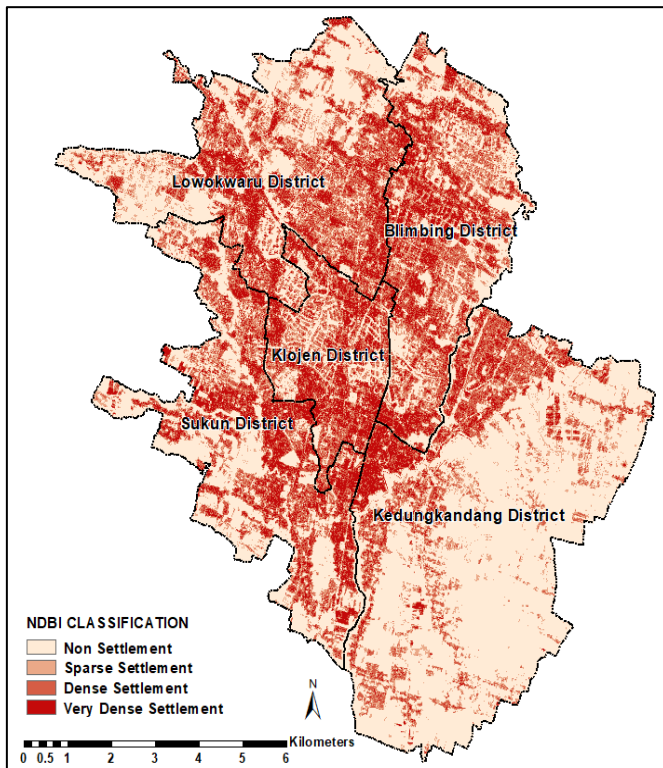 Lowokwaru District
Blimbing District
Klojen District
Sukun District
Kedungkandang District
NDBI CLASSIFICATION
Non Settlement
Sparse Settlement
Dense Settlement
Very Dense Settlement
N
Kilometers
0 0.5 1 2 3 4 5 6